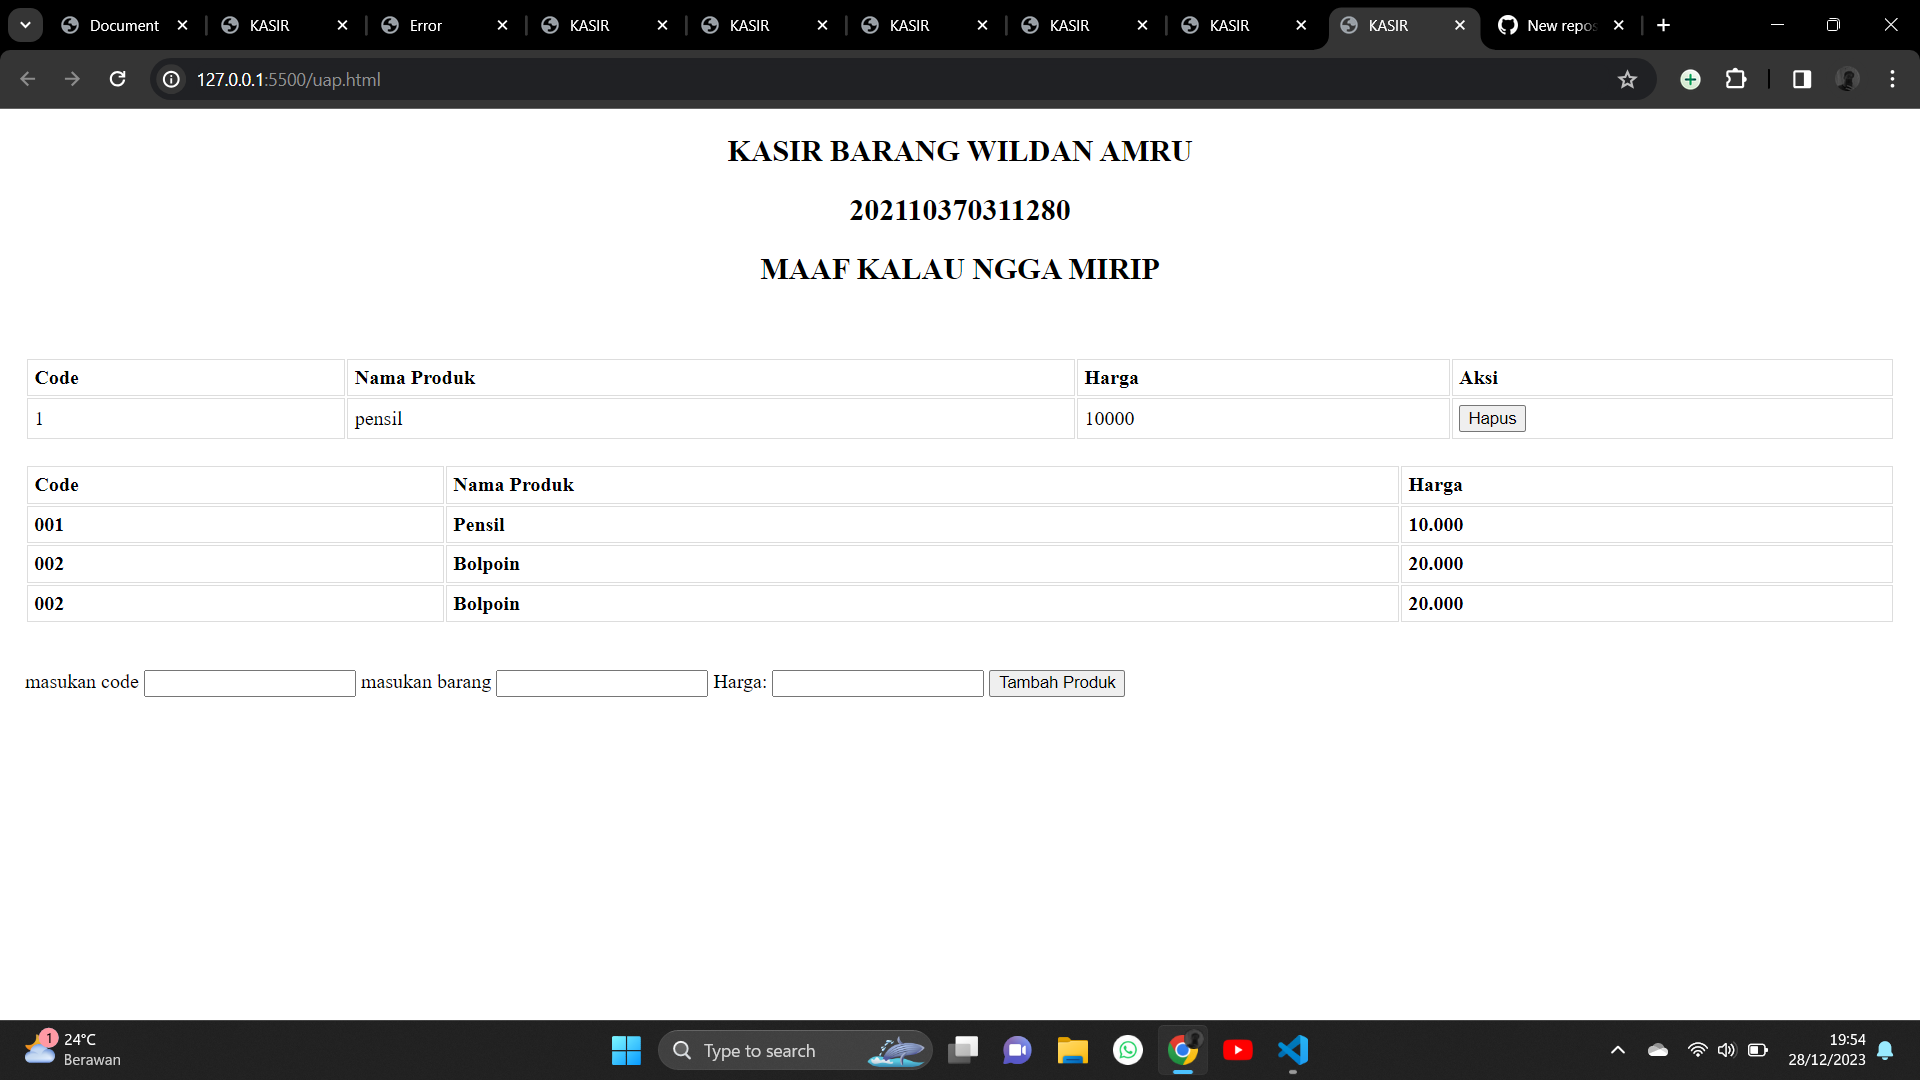 Document KASIR Error KASIR KASIR KASIR KASIR KASIR KASIR New repos
127.0.0.1:5500/uap.html
KASIR BARANG WILDAN AMRU
202110370311280
MAAF KALAU NGGA MIRIP
Code Nama Produk Harga Aksi
1 pensil 10000 Hapus
Code Nama Produk Harga
001 Pensil 10.000
002 Bolpoin 20.000
002 Bolpoin 20.000
masukan code masukan barang Harga: Tambah Produk
1 24°C
Berawan
Type to search
19:54
28/12/2023